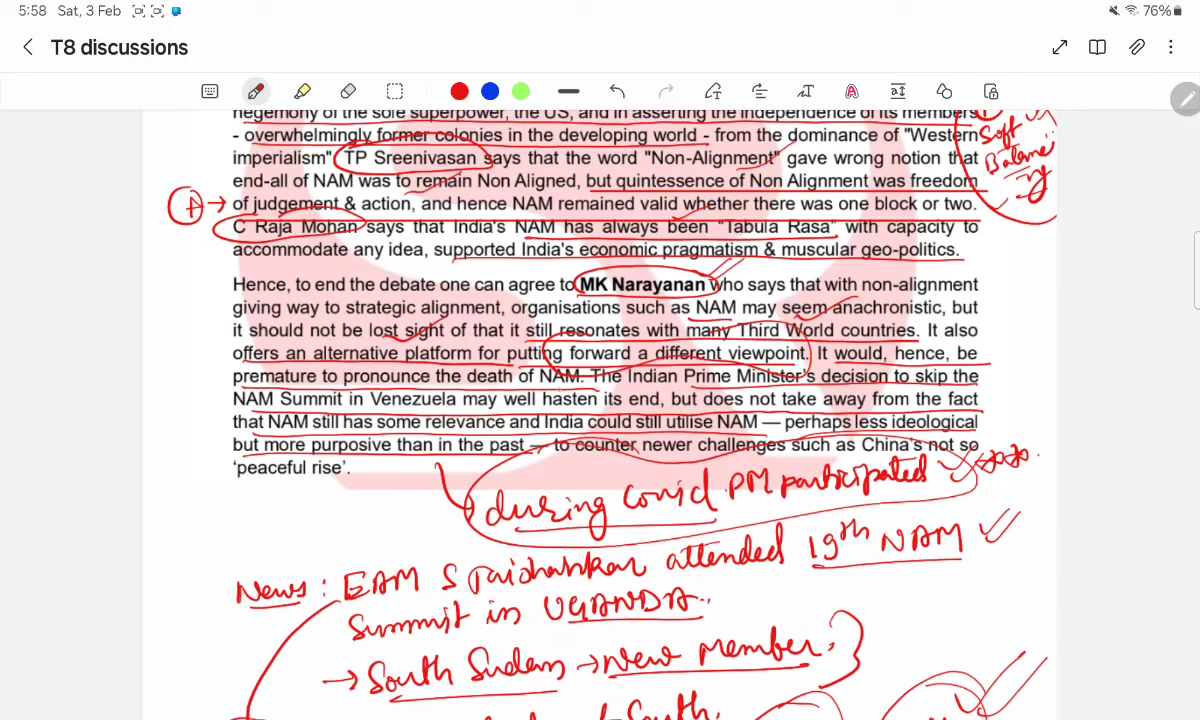 5:58 Sat, 3 Feb
76%
T8 discussions
hegemony of the sole superpower, the US, and in asserting the independence of its members
- overwhelmingly former colonies in the developing world - from the dominance of "Western
imperialism" TP Sreenivasan says that the word "Non-Alignment" gave wrong notion that
end-all of NAM was to remain Non Aligned, but quintessence of Non Alignment was freedom
of judgement & action, and hence NAM remained valid whether there was one block or two.
C Raja Mohan says that India's NAM has always been "Tabula Rasa" with capacity to
accommodate any idea, supported India's economic pragmatism & muscular geo-politics.
Soft
Balancing
A →
Hence, to end the debate one can agree to MK Narayanan who says that with non-alignment
giving way to strategic alignment, organisations such as NAM may seem anachronistic, but
it should not be lost sight of that it still resonates with many Third World countries. It also
offers an alternative platform for putting forward a different viewpoint. It would, hence, be
premature to pronounce the death of NAM. The Indian Prime Minister's decision to skip the
NAM Summit in Venezuela may well hasten its end, but does not take away from the fact
that NAM still has some relevance and India could still utilise NAM — perhaps less ideological
but more purposive than in the past — to counter newer challenges such as China's not so
'peaceful rise'.
during Covid PM participated
News: EAM S Jaishankar attended 19th NAM
Summit in UGANDA.
→ South Sudan → New member.
South